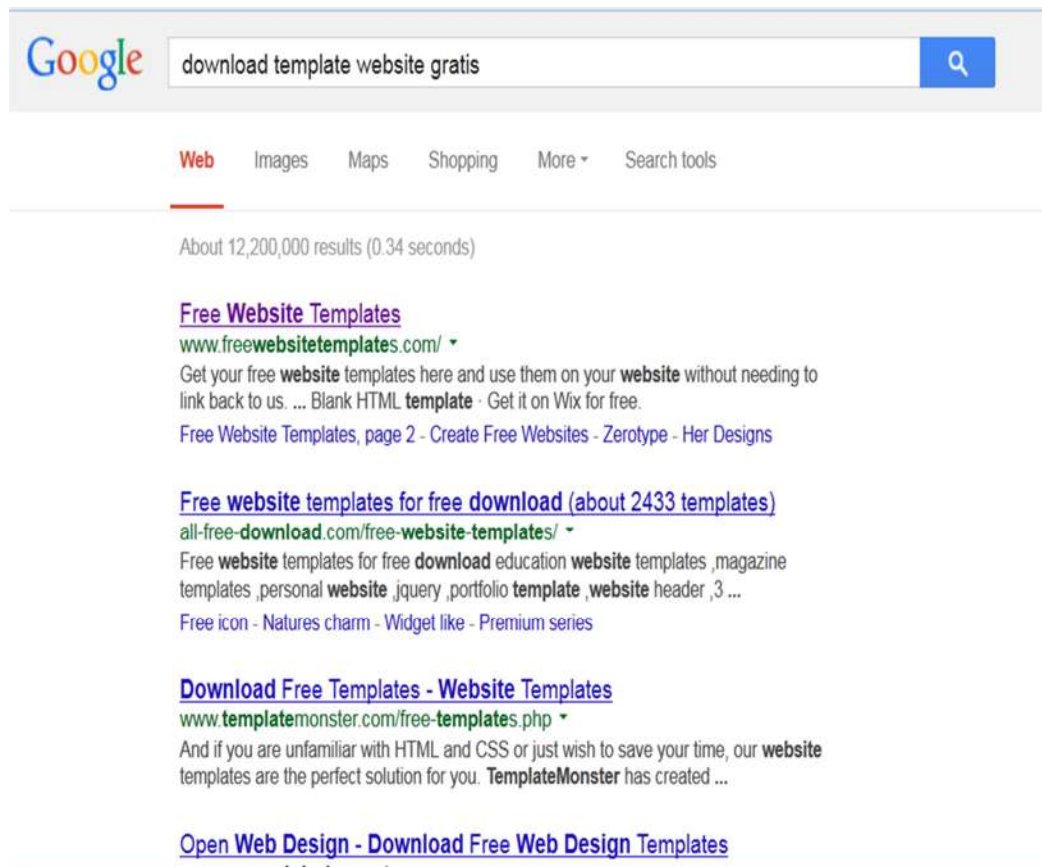 Google download template website gratis
Web Images Maps Shopping More Search tools
About 12,200,000 results (0.34 seconds)
Free Website Templates
www.freewebsitetemplates.com/
Get your free website templates here and use them on your website without needing to
link back to us. ... Blank HTML template · Get it on Wix for free.
Free Website Templates, page 2 - Create Free Websites - Zerotype - Her Designs
Free website templates for free download (about 2433 templates)
all-free-download.com/free-website-templates/
Free website templates for free download education website templates ,magazine
templates ,personal website ,jquery ,portfolio template ,website header ,3 ...
Free icon - Natures charm - Widget like - Premium series
Download Free Templates - Website Templates
www.templatemonster.com/free-templates.php
And if you are unfamiliar with HTML and CSS or just wish to save your time, our website
templates are the perfect solution for you. TemplateMonster has created ...
Open Web Design - Download Free Web Design Templates